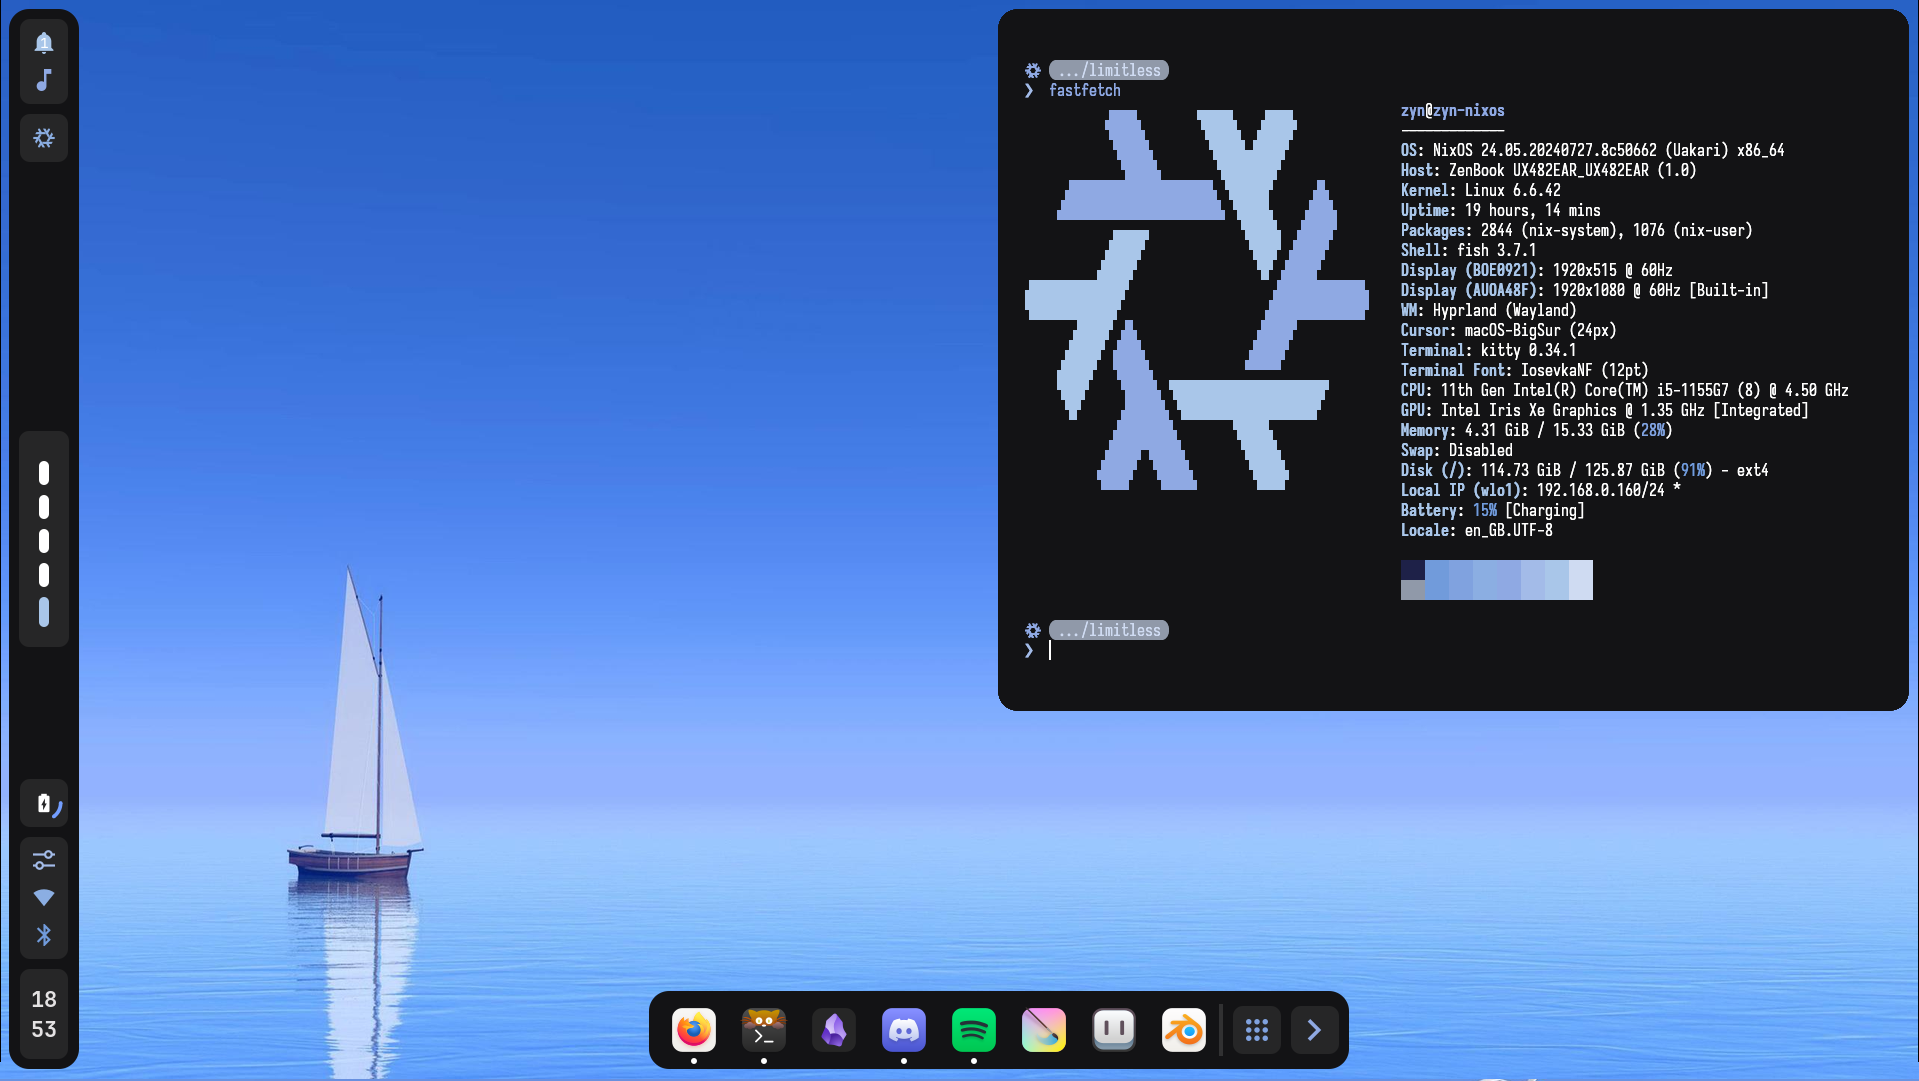 1
18
53
.../limitless
❯ fastfetch
zyn@zyn-nixos
-------------
OS: NixOS 24.05.20240727.8c50662 (Uakari) x86_64
Host: ZenBook UX482EAR_UX482EAR (1.0)
Kernel: Linux 6.6.42
Uptime: 19 hours, 14 mins
Packages: 2844 (nix-system), 1076 (nix-user)
Shell: fish 3.7.1
Display (BOE0921): 1920x515 @ 60Hz
Display (AUOA48F): 1920x1080 @ 60Hz [Built-in]
WM: Hyprland (Wayland)
Cursor: macOS-BigSur (24px)
Terminal: kitty 0.34.1
Terminal Font: IosevkaNF (12pt)
CPU: 11th Gen Intel(R) Core(TM) i5-1155G7 (8) @ 4.50 GHz
GPU: Intel Iris Xe Graphics @ 1.35 GHz [Integrated]
Memory: 4.31 GiB / 15.33 GiB (28%)
Swap: Disabled
Disk (/): 114.73 GiB / 125.87 GiB (91%) - ext4
Local IP (wlo1): 192.168.0.160/24 *
Battery: 15% [Charging]
Locale: en_GB.UTF-8
.../limitless
❯